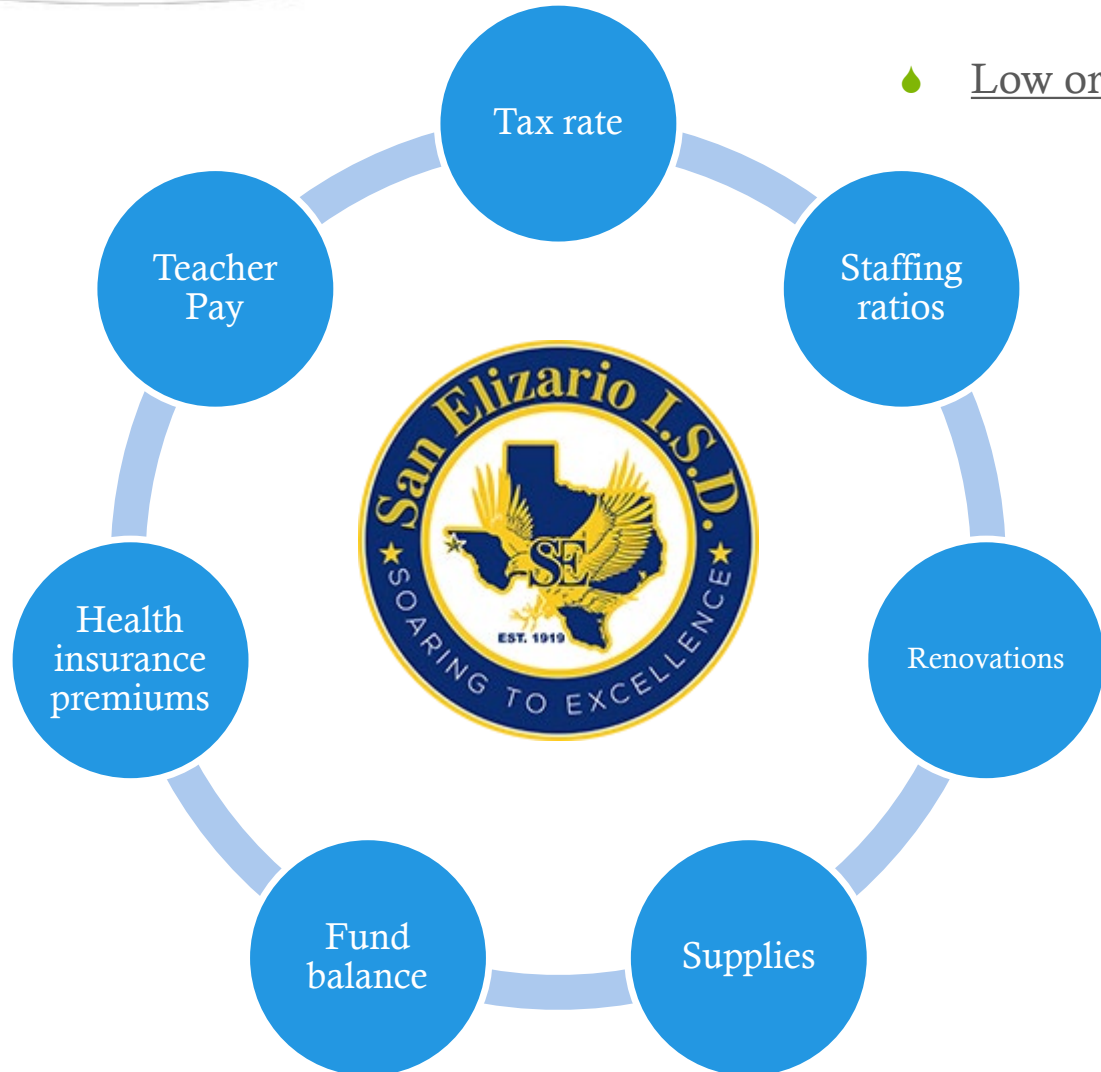 Low or
Tax rate
Teacher
Pay
Staffing
ratios
San Elizario I.S.D.
SE
EST. 1919
SOARING TO EXCELLENCE
Health
insurance
premiums
Renovations
Fund
balance
Supplies